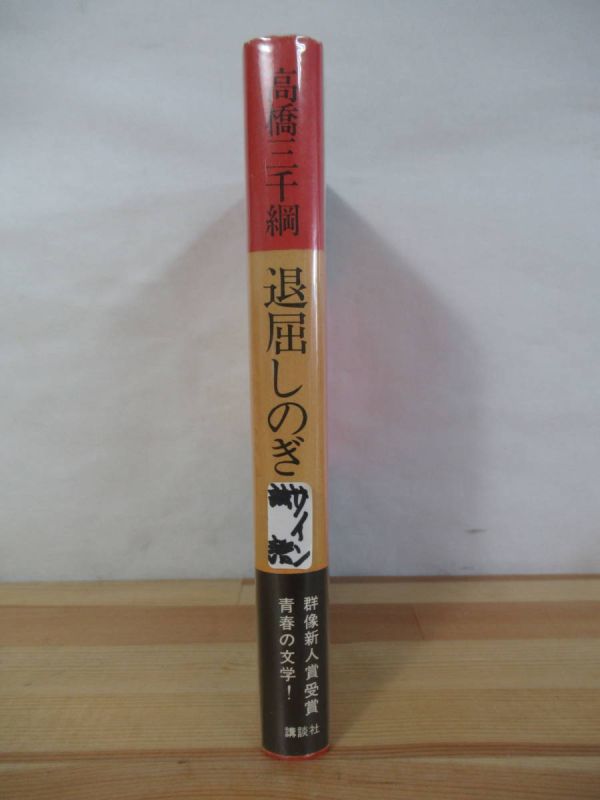 高橋三千綱
退屈しのぎ
サイン
群像新人賞受賞
青春の文学!
講談社